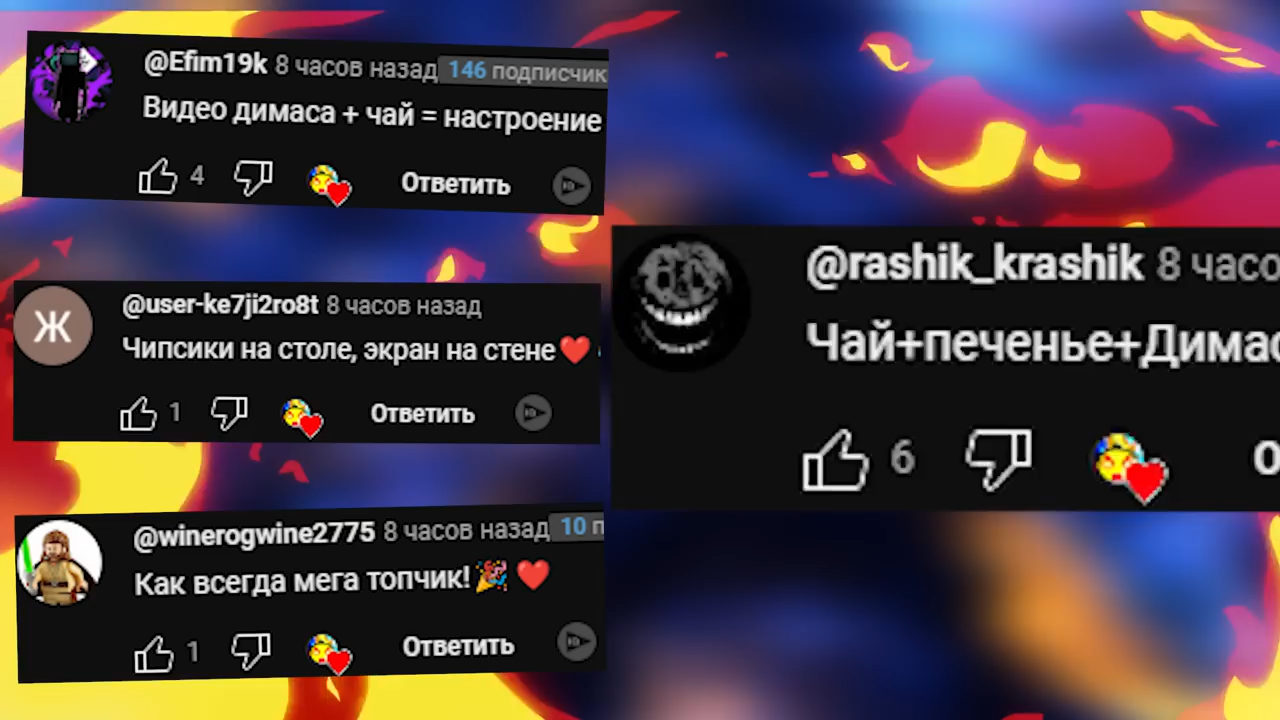 @Efim19k 8 часов назад 146 подписчик
Видео димаса + чай = настроение
4 Ответить
Ж
@user-ke7ji2ro8t 8 часов назад
Чипсики на столе, экран на стене❤️
1 Ответить
@winerogwine2775 8 часов назад 10 п
Как всегда мега топчик!🎉❤️
1 Ответить
@rashik_krashik 8 часо
Чай+печенье+Димас
6 О